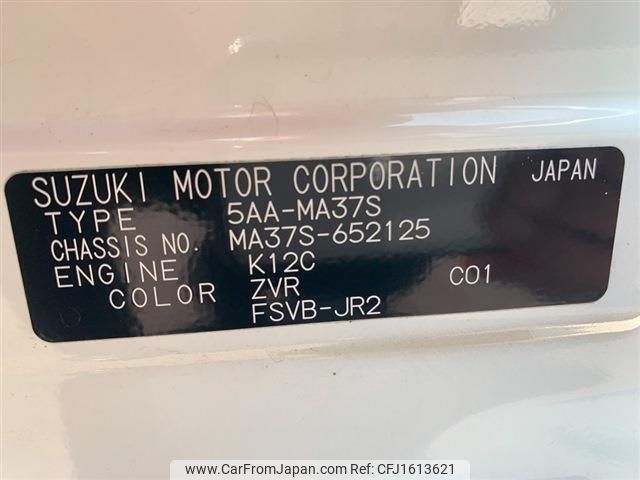 SUZUKI MOTOR CORPORATION JAPAN
TYPE 5AA-MA37S
CHASSIS NO. MA37S-652125
ENGINE K12C C01
COLOR ZVR
FSVB-JR2
www.CarFromJapan.com - CFJ1613621